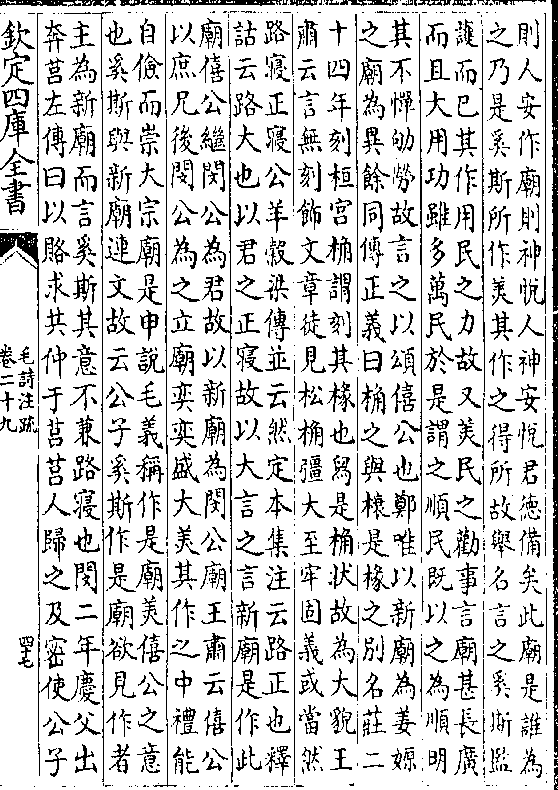 則人安作廟則神悅人神安悅君德備矣此廟是誰為
之乃是奚斯所作美其作之得所故舉名言之奚斯監
護而已其作用民之力故又美民之勸事言廟甚長廣
而且大用功雖多萬民於是謂之順民既以之為順明
其不憚劬勞故言之以頌僖公也鄭唯以新廟為姜嫄
之廟為異餘同傳正義曰桷之與榱是椽之別名莊二
十四年刻桓宮桷謂刻其椽也舄是桷狀故為大貌王
肅云言無刻飾文章徒見松桷彊大至牢固義或當然
路寢正寢公羊穀梁傳並云然定本集注云路正也釋
詁云路大也以君之正寢故以大言之新廟是作此
廟僖公繼閔公為君故以新廟為閔公廟王肅云僖公
以庶兄後閔公為之立廟奕奕盛大美其作之中禮能
自儉而崇大宗廟是申說毛義稱作是廟美僖公之意
也奚斯與新廟連文故云公子奚斯作是廟欲見作者
主為新廟而言奚斯其意不兼路寢也閔二年慶父出
奔莒左傳曰以賂求共仲于莒莒人歸之及密使公子
欽定四庫全書
毛詩注疏
卷二十九
四十七